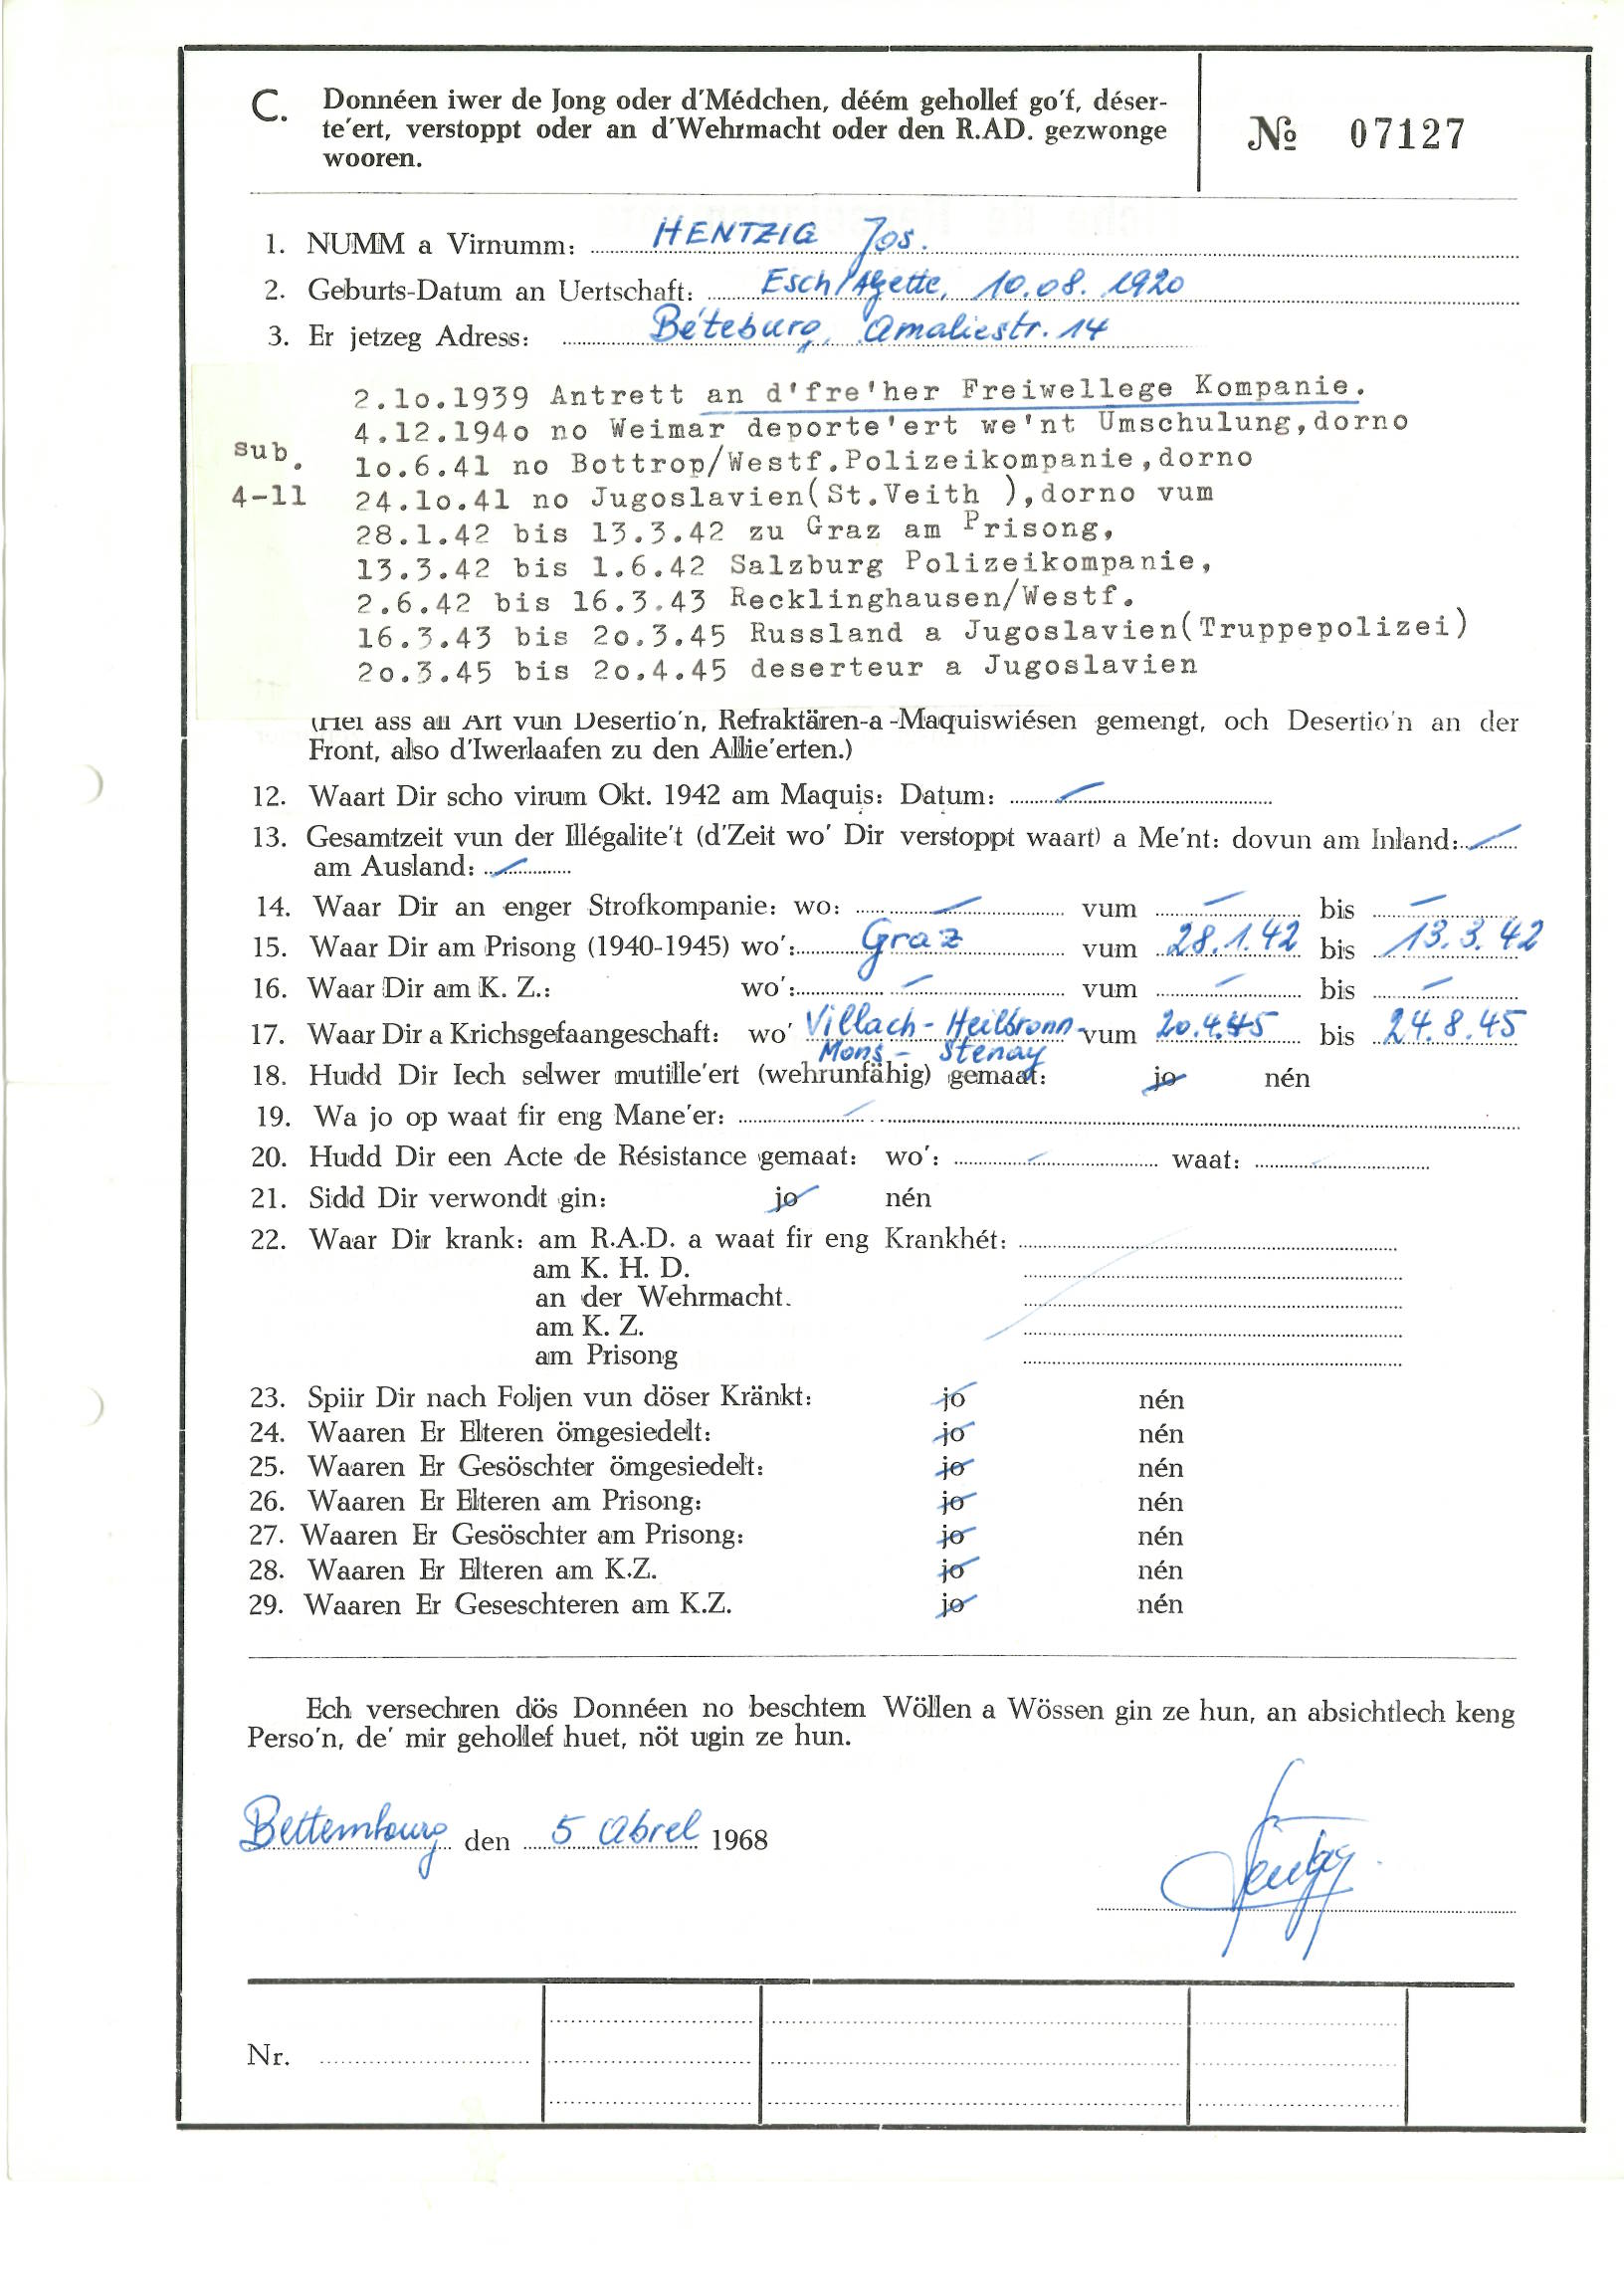 C. Donnéen iwer de Jong oder d'Médchen, déém gehollef go'f, déser-
te'ert, verstoppt oder an d'Wehrmacht oder den R.AD. gezwonge
wooren.
№ 07127
1. NUMM a Virnumm: HENTZIG Jos.
2. Geburts-Datum an Uertschaft: Esch/Alzette, 10.08.1920
3. Er jetzeg Adress: Béteburg, Amaliestr. 14
2.1o.1939 Antrett an d'fre'her Freiwellege Kompanie.
4.12.194o no Weimar deporte'ert we'nt Umschulung,dorno
sub. 1o.6.41 no Bottrop/Westf.Polizeikompanie,dorno
4-11 24.1o.41 no Jugoslavien(St.Veith ),dorno vum
28.1.42 bis 13.3.42 zu Graz am Prisong,
13.3.42 bis 1.6.42 Salzburg Polizeikompanie,
2.6.42 bis 16.3.43 Recklinghausen/Westf.
16.3.43 bis 2o.3.45 Russland a Jugoslavien(Truppepolizei)
2o.3.45 bis 2o.4.45 deserteur a Jugoslavien
(Hei ass all Art vun Desertio'n, Refraktären-a -Maquiswiésen gemengt, och Desertio'n an der
Front, also d'Iwerlaafen zu den Allie'erten.)
12. Waart Dir scho virum Okt. 1942 am Maquis: Datum: —
13. Gesamtzeit vun der Illégalite't (d'Zeit wo' Dir verstoppt waart) a Me'nt: dovun am Inland: —
am Ausland: —
14. Waar Dir an enger Strofkompanie: wo: — vum — bis —
15. Waar Dir am Prisong (1940-1945) wo': Graz vum 28.1.42 bis 13.3.42
16. Waar Dir am K. Z.: wo': — vum — bis —
17. Waar Dir a Krichsgefaangeschaft: wo' Villach - Heilbronn- vum 20.4.45 bis 24.8.45
Mons - Stenay
18. Hudd Dir Iech selwer mutille'ert (wehrunfähig) gemaat: jo nén
19. Wa jo op waat fir eng Mane'er: —
20. Hudd Dir een Acte de Résistance gemaat: wo': — waat: —
21. Sidd Dir verwondt gin: jo nén
22. Waar Dir krank: am R.A.D. a waat fir eng Krankhét:
am K. H. D.
an der Wehrmacht.
am K. Z.
am Prisong
23. Spiir Dir nach Foljen vun döser Kränkt: jo nén
24. Waaren Er Elteren ömgesiedelt: jo nén
25. Waaren Er Gesöschter ömgesiedelt: jo nén
26. Waaren Er Elteren am Prisong: jo nén
27. Waaren Er Gesöschter am Prisong: jo nén
28. Waaren Er Elteren am K.Z. jo nén
29. Waaren Er Geseschteren am K.Z. jo nén
Ech versechren dös Donnéen no beschtem Wöllen a Wössen gin ze hun, an absichtlech keng
Perso'n, de' mir gehollef huet, nöt ugin ze hun.
Bettembourg den 5 Abrel 1968
Hentzig
Nr.